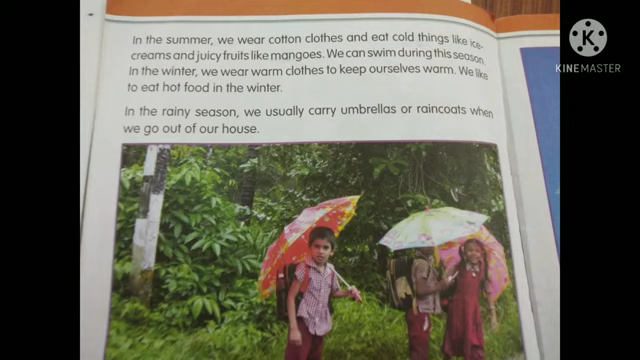 In the summer, we wear cotton clothes and eat cold things like ice-
creams and juicy fruits like mangoes. We can swim during this season.
In the winter, we wear warm clothes to keep ourselves warm. We like
to eat hot food in the winter.
In the rainy season, we usually carry umbrellas or raincoats when
we go out of our house.
KINEMASTER